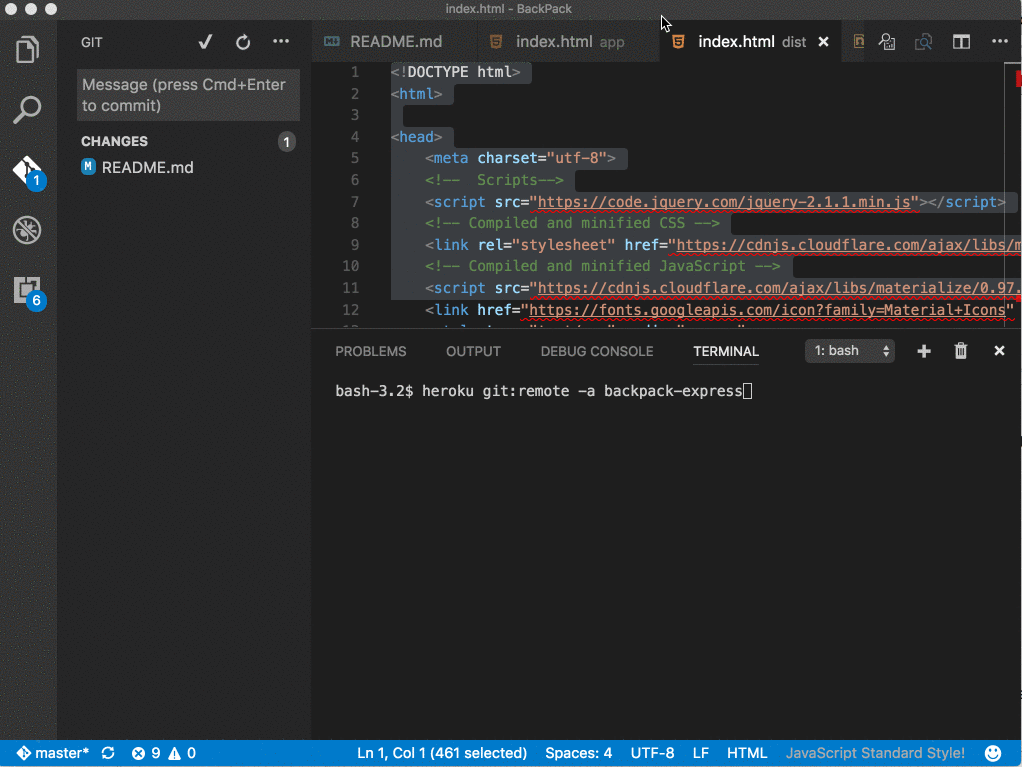 index.html - BackPack
GIT
README.md
index.html app
index.html dist
Message (press Cmd+Enter
to commit)
CHANGES
1
M README.md
1
6
1 <!DOCTYPE html>
2 <html>
3
4 <head>
5 <meta charset="utf-8">
6 <!--  Scripts-->
7 <script src="https://code.jquery.com/jquery-2.1.1.min.js"></script>
8 <!-- Compiled and minified CSS -->
9 <link rel="stylesheet" href="https://cdnjs.cloudflare.com/ajax/libs/m
10 <!-- Compiled and minified JavaScript -->
11 <script src="https://cdnjs.cloudflare.com/ajax/libs/materialize/0.97.
12 <link href="https://fonts.googleapis.com/icon?family=Material+Icons"
PROBLEMS OUTPUT DEBUG CONSOLE TERMINAL 1: bash
bash-3.2$ heroku git:remote -a backpack-express
master* 9 0 Ln 1, Col 1 (461 selected) Spaces: 4 UTF-8 LF HTML JavaScript Standard Style!